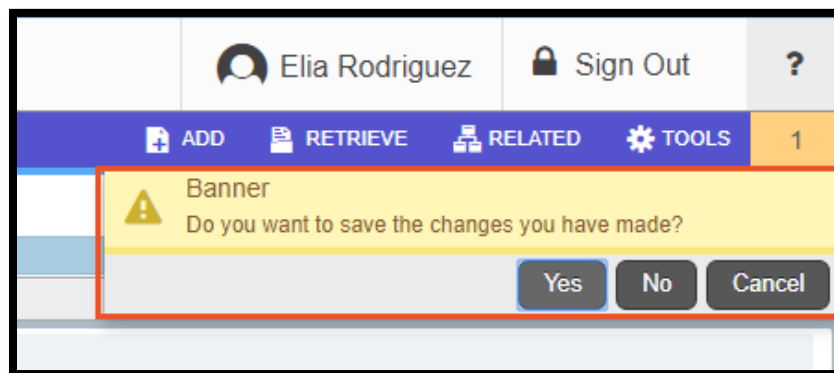 Elia Rodriguez Sign Out ?
ADD RETRIEVE RELATED TOOLS 1
Banner
Do you want to save the changes you have made?
Yes No Cancel